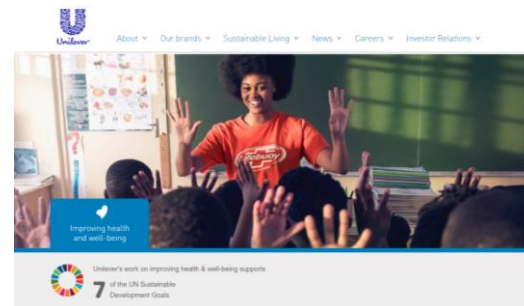 Unilever
About Our brands Sustainable Living News Careers Investor Relations
Lifebuoy
Improving health
and well-being
Unilever's work on improving health & well-being supports
7 of the UN Sustainable
Development Goals